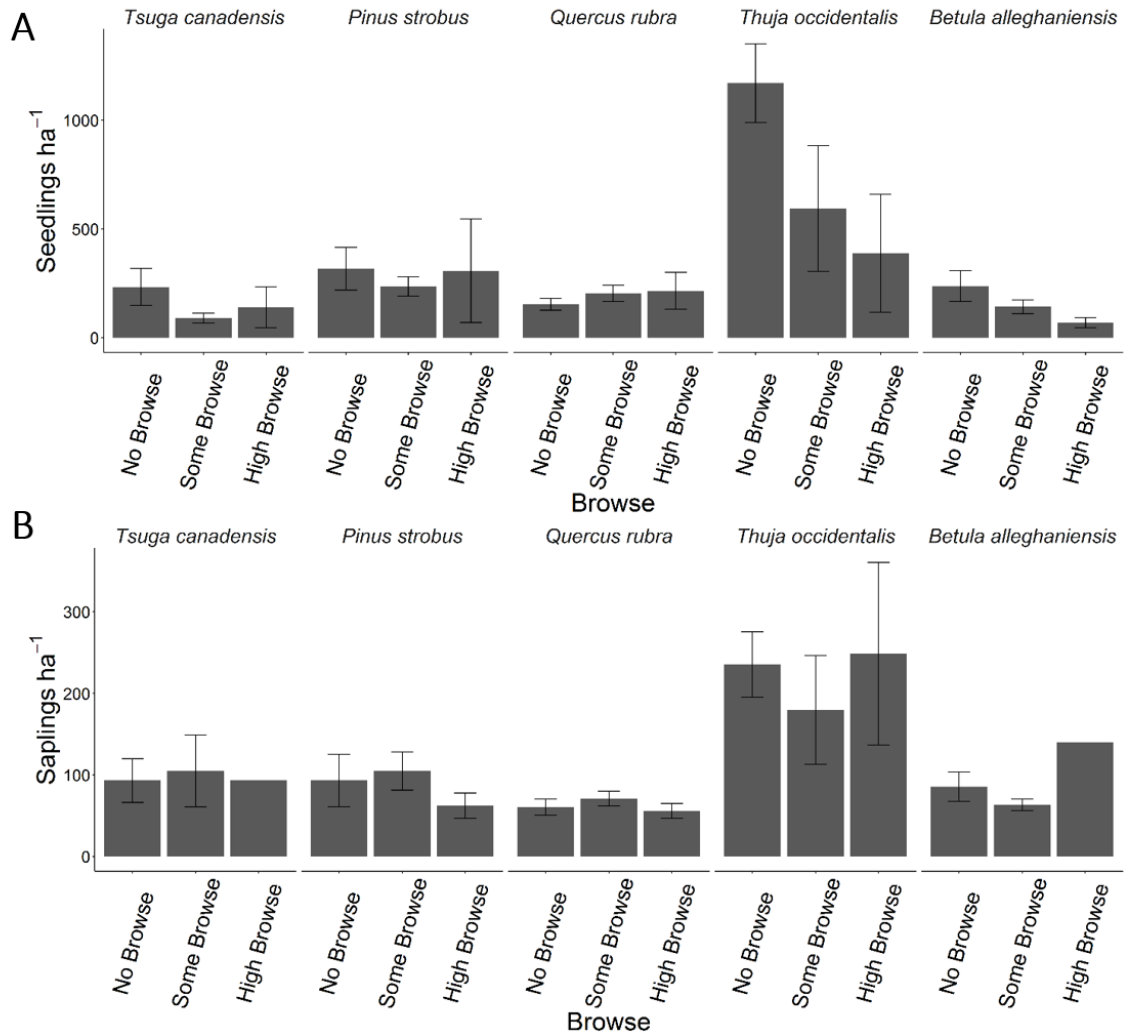 A
Tsuga canadensis Pinus strobus Quercus rubra Thuja occidentalis Betula alleghaniensis
Seedlings ha⁻¹
1000
500
0
No Browse Some Browse High Browse No Browse Some Browse High Browse No Browse Some Browse High Browse No Browse Some Browse High Browse No Browse Some Browse High Browse
Browse
B
Tsuga canadensis Pinus strobus Quercus rubra Thuja occidentalis Betula alleghaniensis
Saplings ha⁻¹
300
200
100
0
No Browse Some Browse High Browse No Browse Some Browse High Browse No Browse Some Browse High Browse No Browse Some Browse High Browse No Browse Some Browse High Browse
Browse